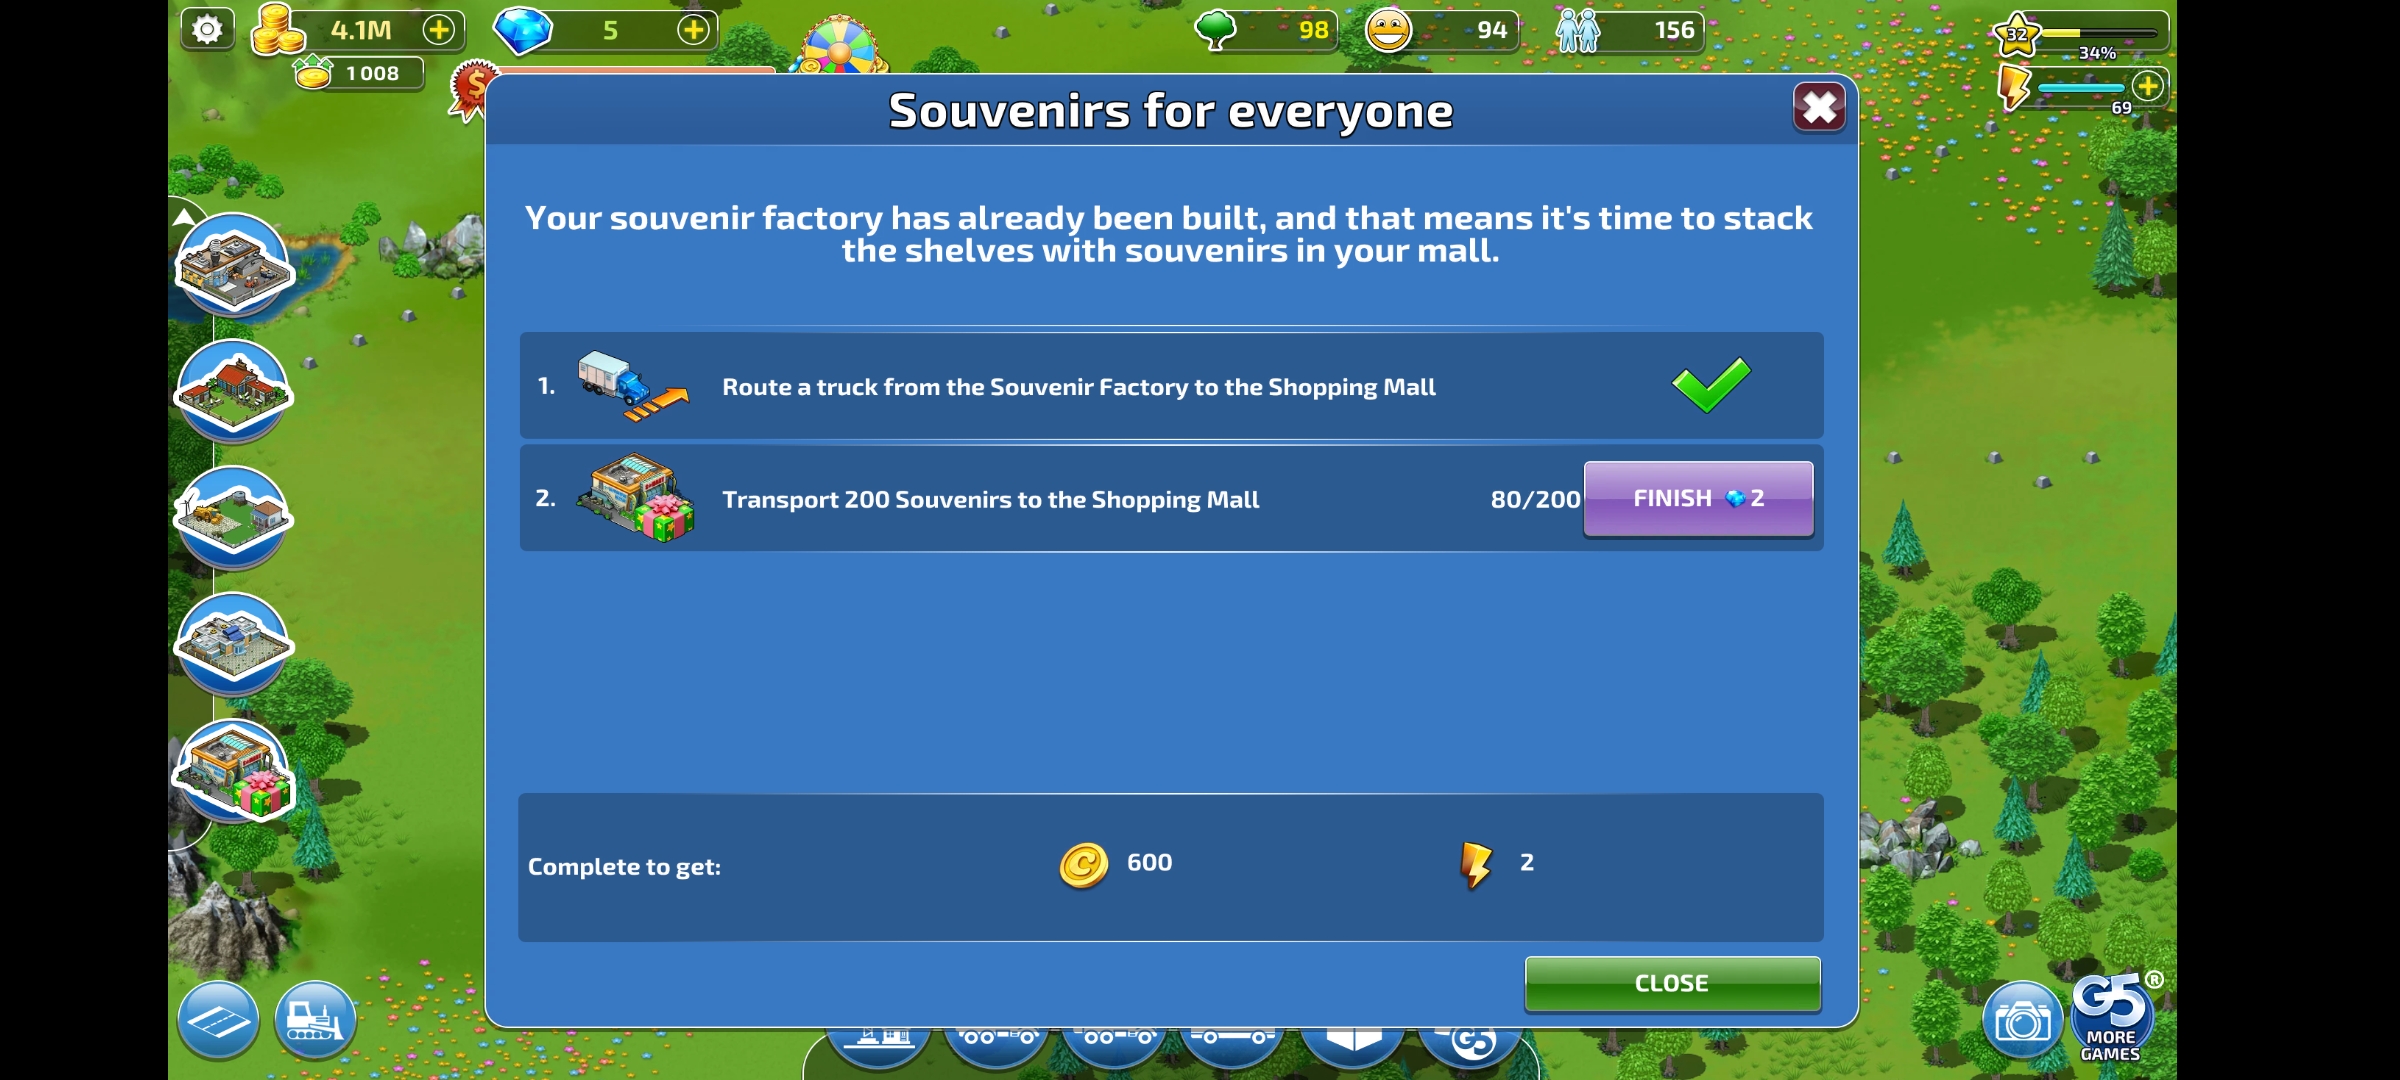 4.1M
5
98
94
156
32
34%
1 008
$
69
Souvenirs for everyone
Your souvenir factory has already been built, and that means it's time to stack
the shelves with souvenirs in your mall.
1. Route a truck from the Souvenir Factory to the Shopping Mall
2. Transport 200 Souvenirs to the Shopping Mall 80/200 FINISH 2
Complete to get: 600 2
CLOSE
G5
G5®
MORE
GAMES